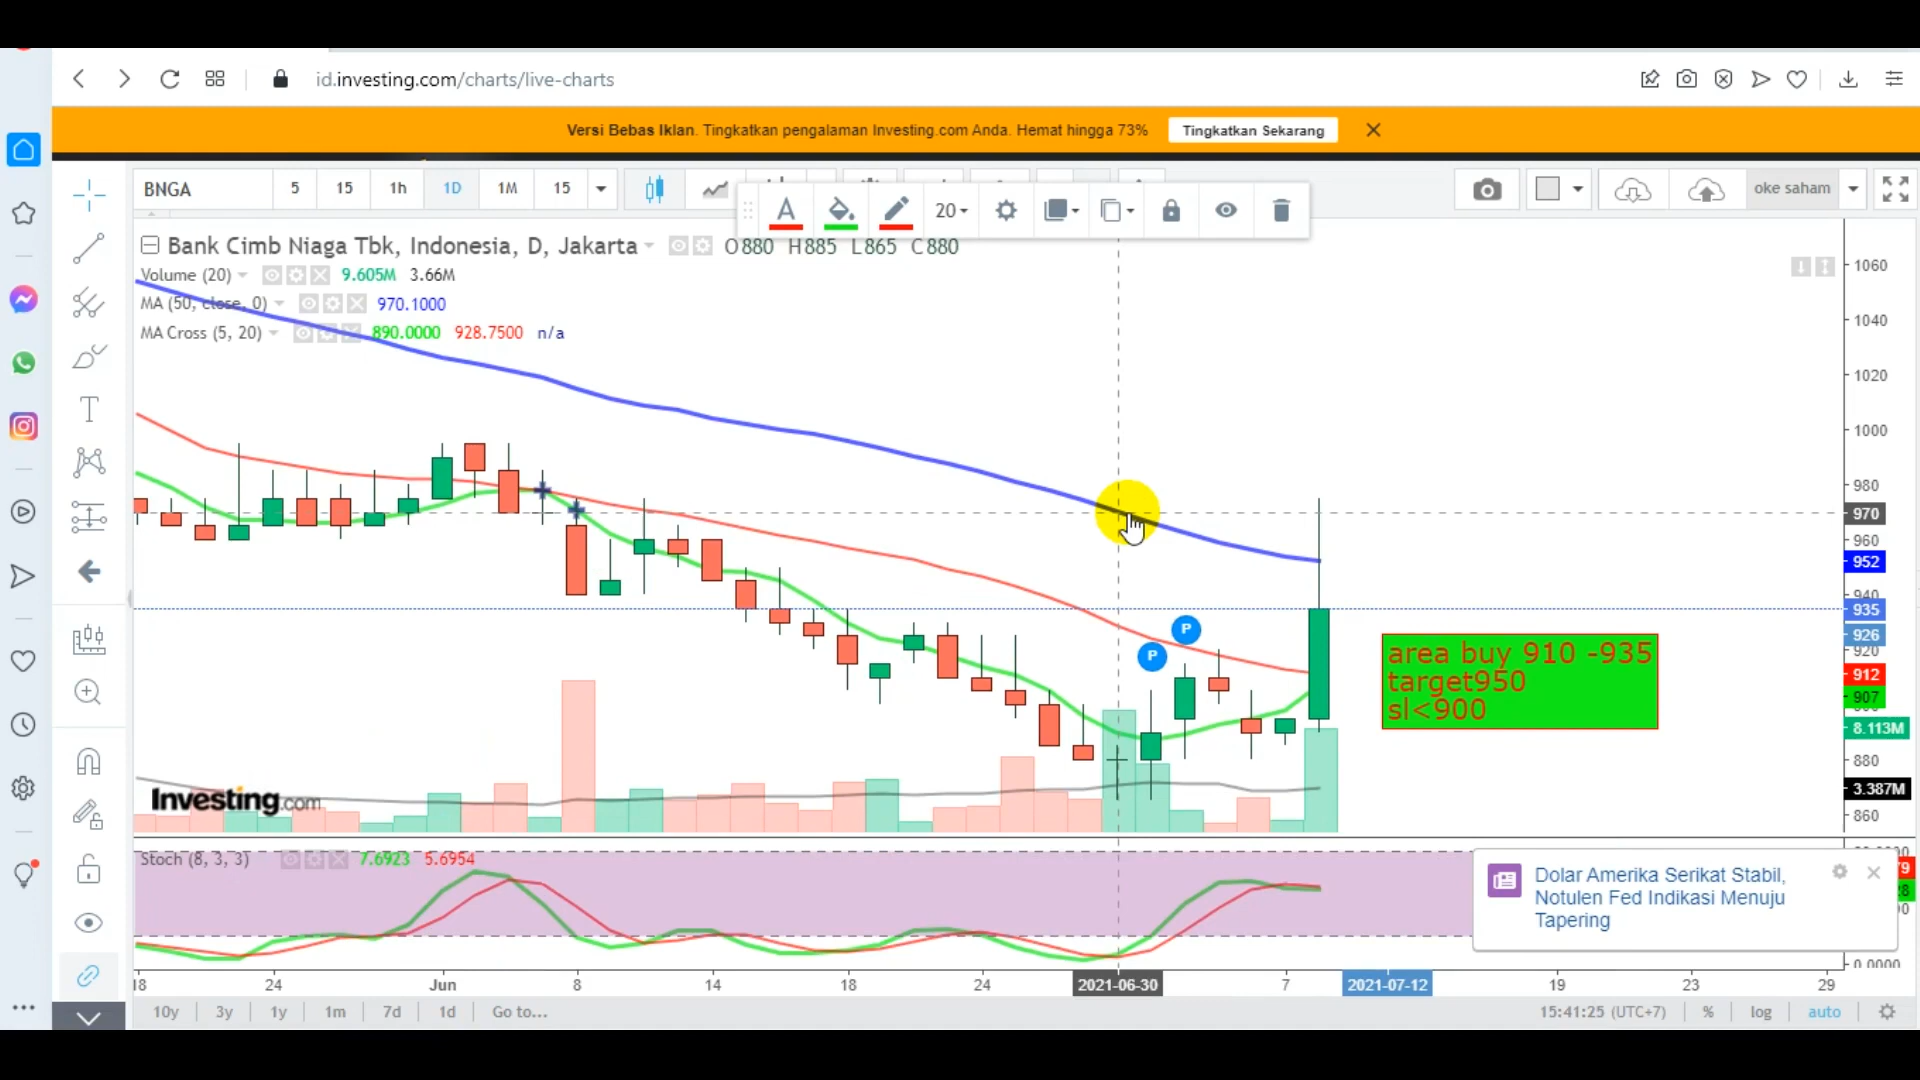 id.investing.com/charts/live-charts
Versi Bebas Iklan. Tingkatkan pengalaman Investing.com Anda. Hemat hingga 73% Tingkatkan Sekarang
BNGA 5 15 1h 1D 1M 15
oke saham
A 20
Bank Cimb Niaga Tbk, Indonesia, D, Jakarta O880 H885 L865 C880
Volume (20) 9.605M 3.66M
MA (50, close, 0) 970.1000
MA Cross (5, 20) 890.0000 928.7500 n/a
1060
1040
1020
1000
980
970
960
952
940
935
926
920
912
907
8.113M
880
3.387M
860
P
P
area buy 910 -935
target950
sl<900
Investing.com
Stoch (8, 3, 3) 7.6923 5.6954
Dolar Amerika Serikat Stabil,
Notulen Fed Indikasi Menuju
Tapering
0.0000
18 24 Jun 8 14 18 24 2021-06-30 7 2021-07-12 19 23 29
10y 3y 1y 1m 7d 1d Go to... 15:41:25 (UTC+7) % log auto